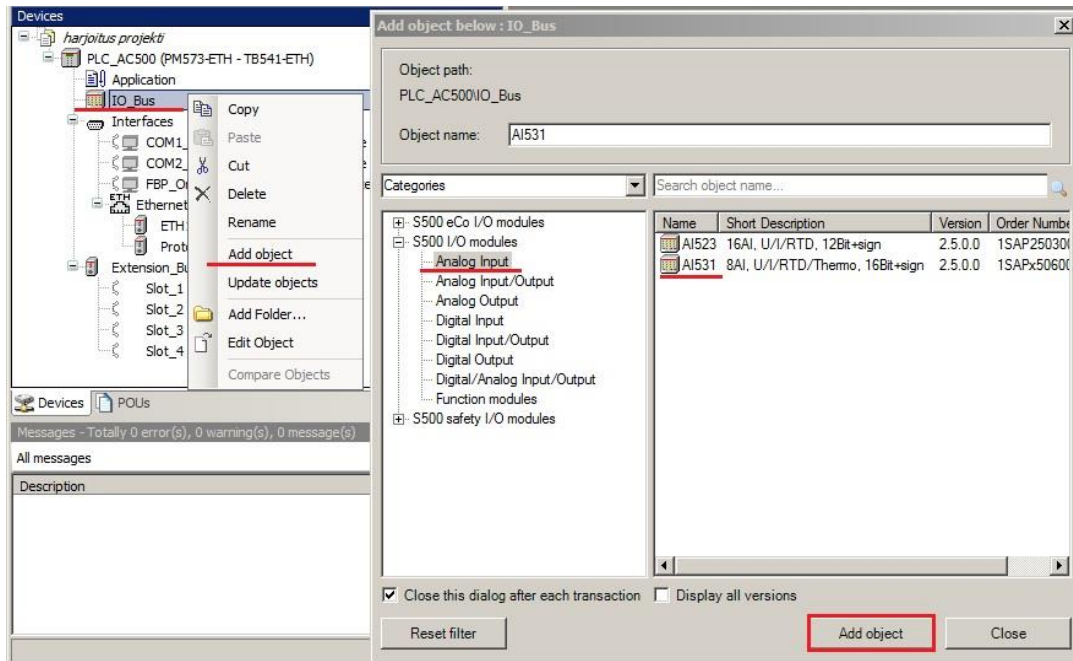 Devices
harjoitus projekti
PLC_AC500 (PM573-ETH - TB541-ETH)
Application
IO_Bus
Interfaces
COM1_
COM2_
FBP_O
ETH
Ethernet
ETH
Prot
Extension_Bu
Slot_1
Slot_2
Slot_3
Slot_4
Copy
Paste
Cut
Delete
Rename
Add object
Update objects
Add Folder...
Edit Object
Compare Objects
Devices
POUs
Messages - Totally 0 error(s), 0 warning(s), 0 message(s)
All messages
Description
Add object below : IO_Bus
Object path:
PLC_AC500\IO_Bus
Object name: AI531
Categories
Search object name...
S500 eCo I/O modules
S500 I/O modules
Analog Input
Analog Input/Output
Analog Output
Digital Input
Digital Input/Output
Digital Output
Digital/Analog Input/Output
Function modules
S500 safety I/O modules
Name Short Description Version Order Numbe
AI523 16AI, U/I/RTD, 12Bit+sign 2.5.0.0 1SAP250300
AI531 8AI, U/I/RTD/Thermo, 16Bit+sign 2.5.0.0 1SAPx50600
Close this dialog after each transaction
Display all versions
Reset filter
Add object
Close